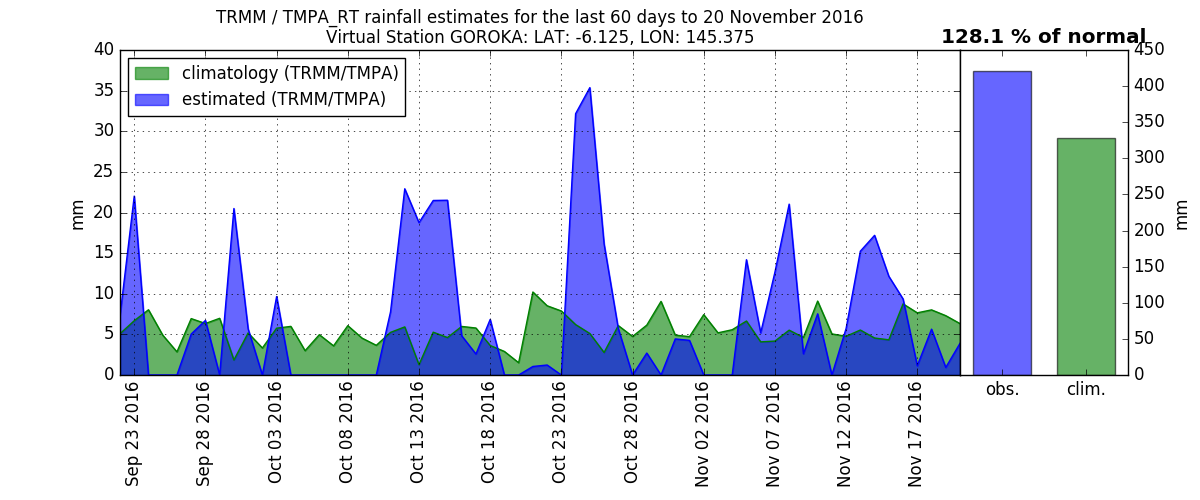 TRMM / TMPA_RT rainfall estimates for the last 60 days to 20 November 2016
Virtual Station GOROKA: LAT: -6.125, LON: 145.375
128.1 % of normal
climatology (TRMM/TMPA)
estimated (TRMM/TMPA)
mm
40
35
30
25
20
15
10
5
0
450
400
350
300
250
200
150
100
50
0
mm
Sep 23 2016
Sep 28 2016
Oct 03 2016
Oct 08 2016
Oct 13 2016
Oct 18 2016
Oct 23 2016
Oct 28 2016
Nov 02 2016
Nov 07 2016
Nov 12 2016
Nov 17 2016
obs.
clim.